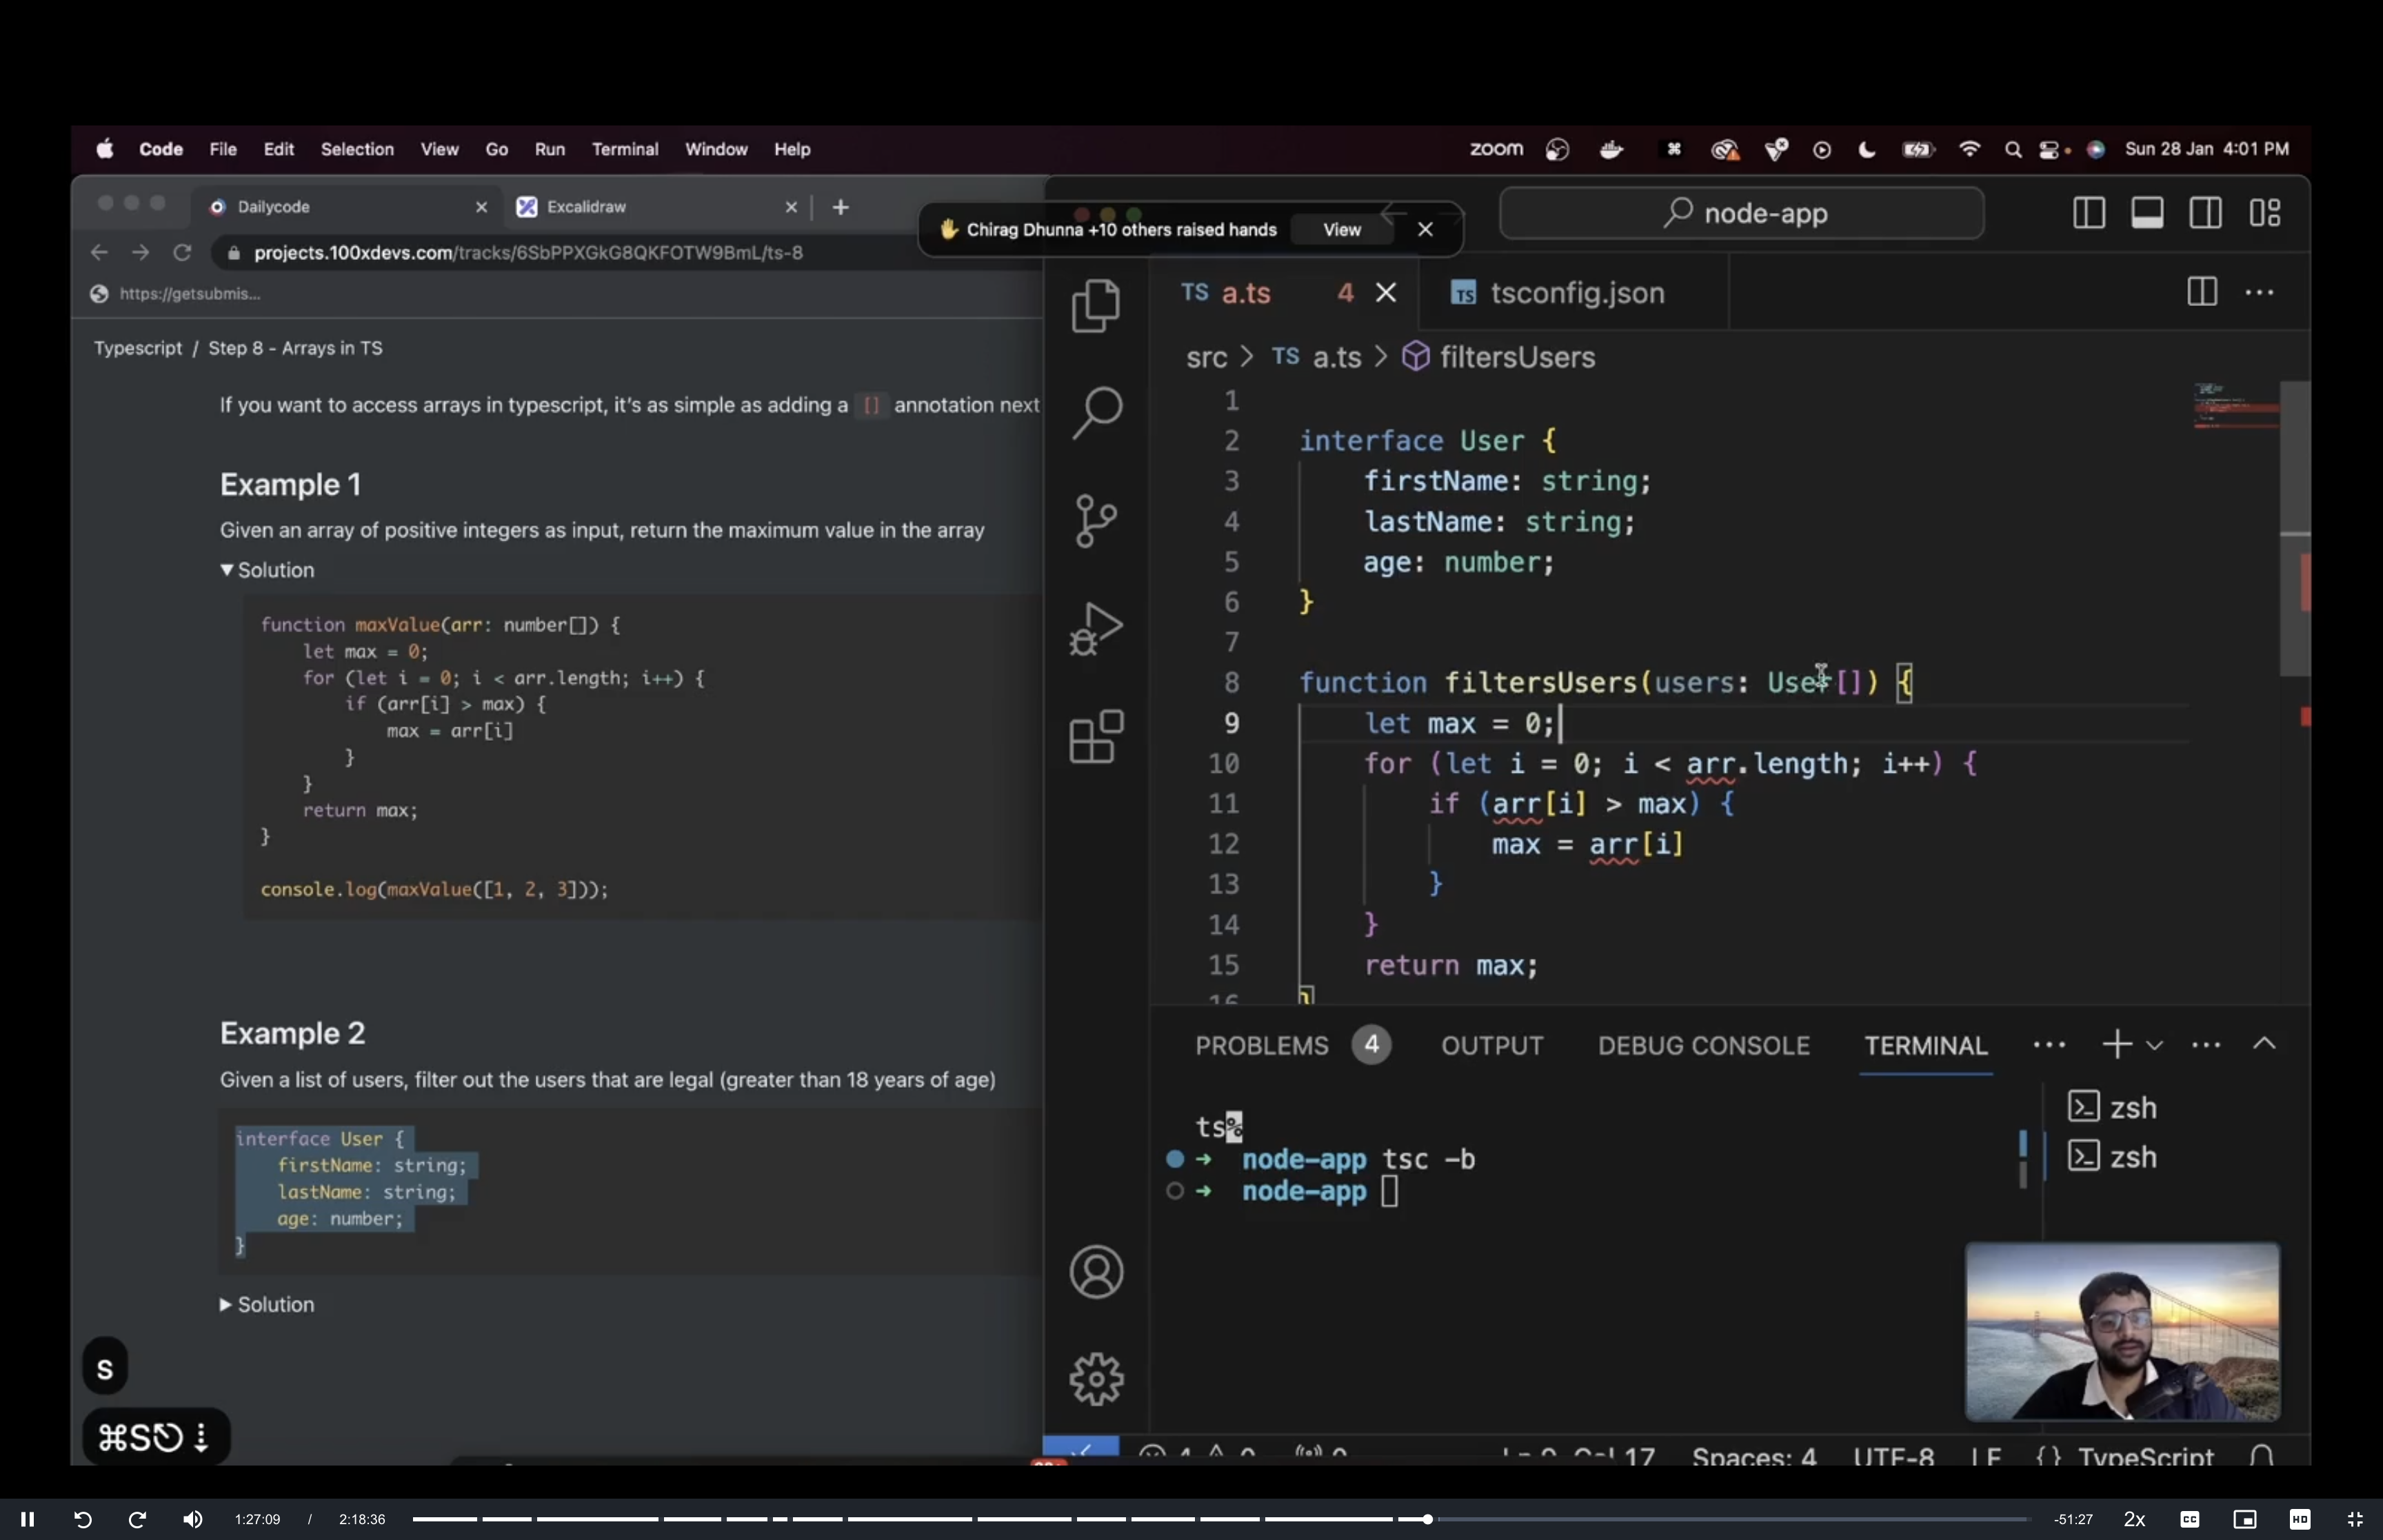 Code File Edit Selection View Go Run Terminal Window Help
zoom Sun 28 Jan 4:01 PM
Dailycode
Excalidraw
Chirag Dhunna +10 others raised hands View
node-app
projects.100xdevs.com/tracks/6SbPPXGkG8QKFOTW9BmL/ts-8
https://getsubmis...
Typescript / Step 8 - Arrays in TS
If you want to access arrays in typescript, it's as simple as adding a [] annotation next
Example 1
Given an array of positive integers as input, return the maximum value in the array
▼ Solution
function maxValue(arr: number[]) {
    let max = 0;
    for (let i = 0; i < arr.length; i++) {
        if (arr[i] > max) {
            max = arr[i]
        }
    }
    return max;
}
console.log(maxValue([1, 2, 3]));
Example 2
Given a list of users, filter out the users that are legal (greater than 18 years of age)
interface User {
    firstName: string;
    lastName: string;
    age: number;
}
▶ Solution
S
⌘S
TS a.ts 4
TS tsconfig.json
src > TS a.ts > filtersUsers
1
2 interface User {
3     firstName: string;
4     lastName: string;
5     age: number;
6 }
7
8 function filtersUsers(users: User[]) {
9     let max = 0;
10     for (let i = 0; i < arr.length; i++) {
11         if (arr[i] > max) {
12             max = arr[i]
13         }
14     }
15     return max;
16 }
PROBLEMS 4 OUTPUT DEBUG CONSOLE TERMINAL
ts%
→ node-app tsc -b
→ node-app
zsh
zsh
Ln 9, Col 17 Spaces: 4 UTF-8 LF {} TypeScript
1:27:09 / 2:18:36
-51:27 2x CC HD